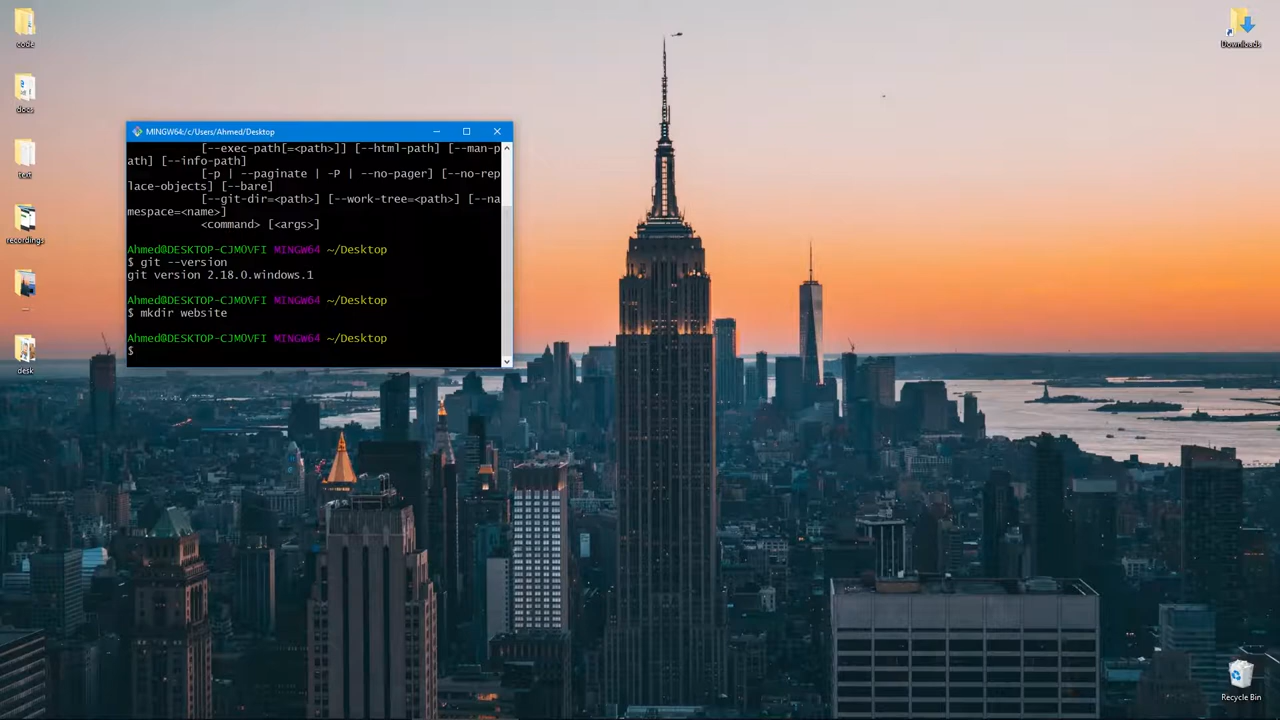 code
docs
text
recordings
...
desk
Downloads
MINGW64:/c/Users/Ahmed/Desktop
[--exec-path[=<path>]] [--html-path] [--man-p
ath] [--info-path]
[-p | --paginate | -P | --no-pager] [--no-rep
lace-objects] [--bare]
[--git-dir=<path>] [--work-tree=<path>] [--na
mespace=<name>]
<command> [<args>]
Ahmed@DESKTOP-CJMOVFI MINGW64 ~/Desktop
$ git --version
git version 2.18.0.windows.1
Ahmed@DESKTOP-CJMOVFI MINGW64 ~/Desktop
$ mkdir website
Ahmed@DESKTOP-CJMOVFI MINGW64 ~/Desktop
$
Recycle Bin